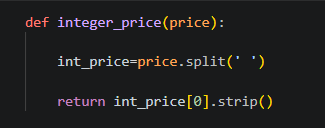 def integer_price(price):
int_price=price.split(' ')
return int_price[0].strip()